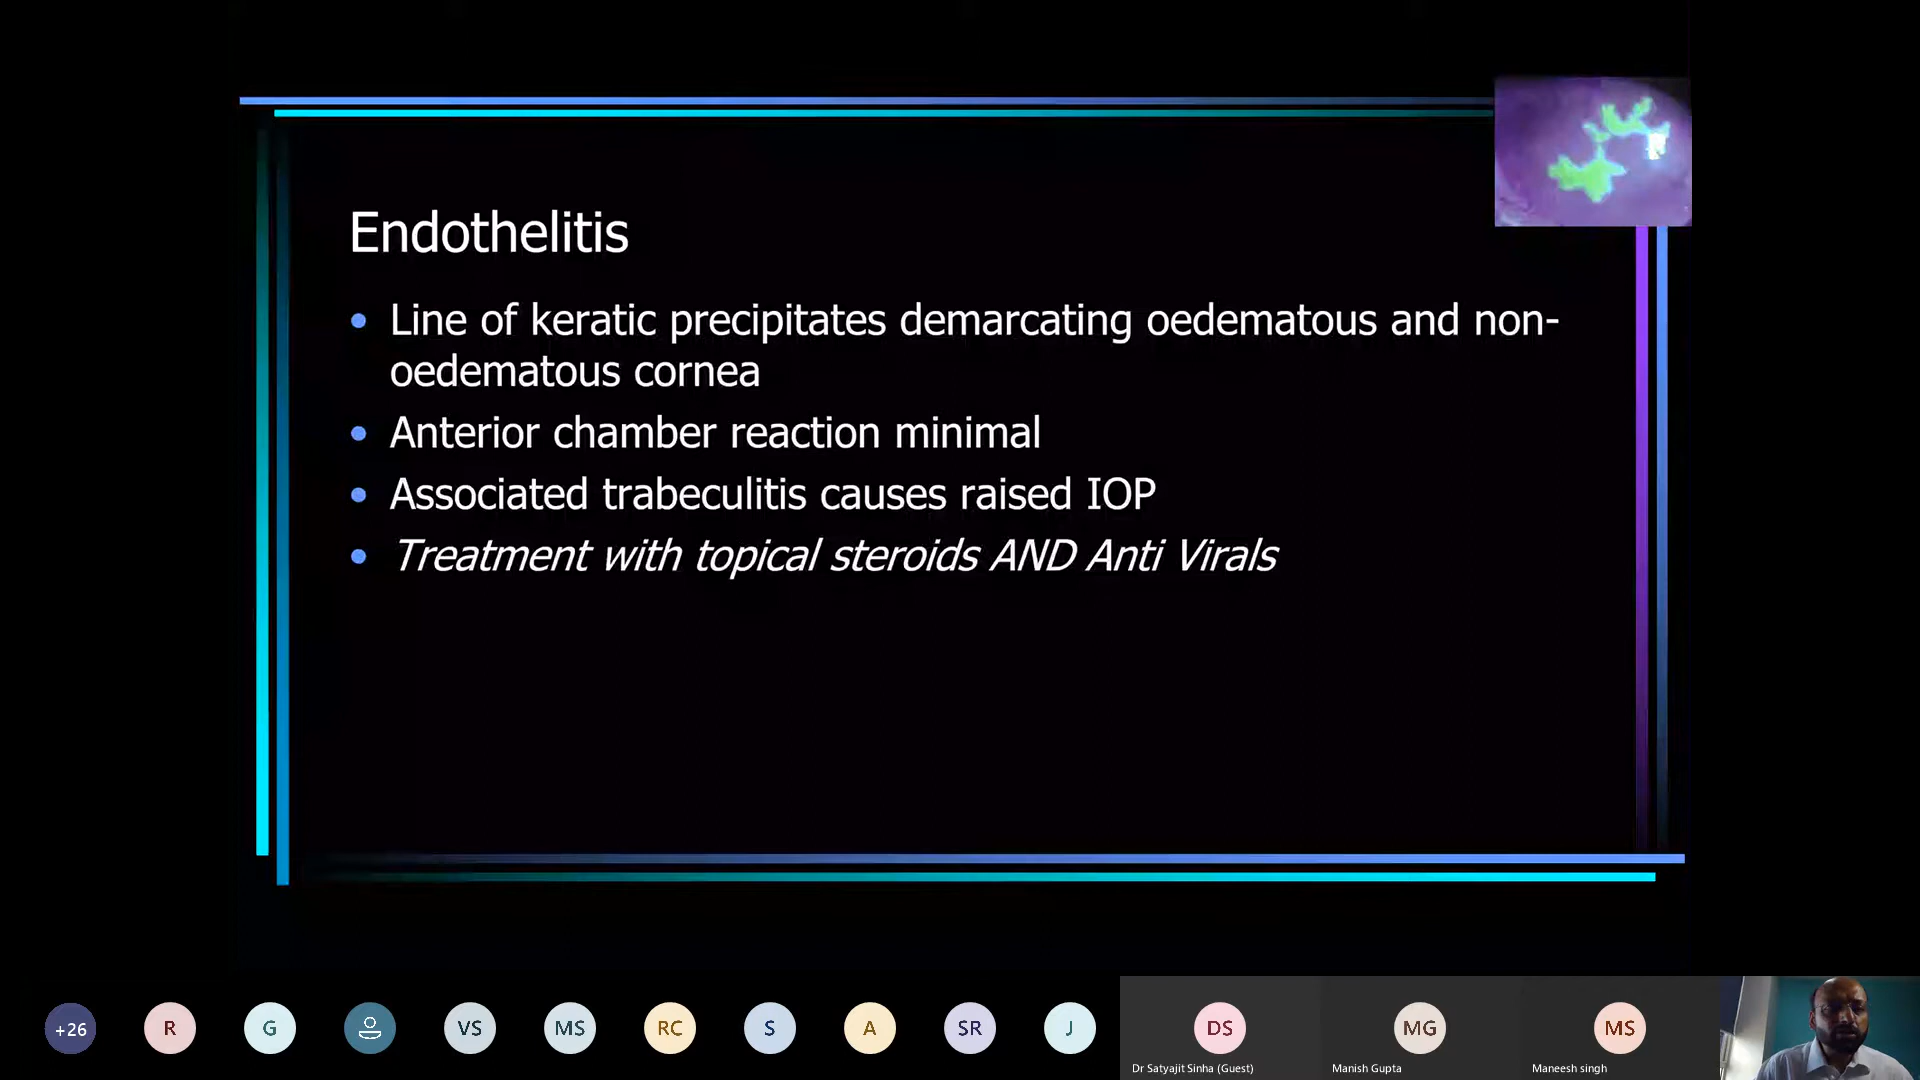 Endothelitis
• Line of keratic precipitates demarcating oedematous and non-
oedematous cornea
• Anterior chamber reaction minimal
• Associated trabeculitis causes raised IOP
• Treatment with topical steroids AND Anti Virals
+26 R G VS MS RC S A SR J DS MG MS
Dr Satyajit Sinha (Guest) Manish Gupta Maneesh singh